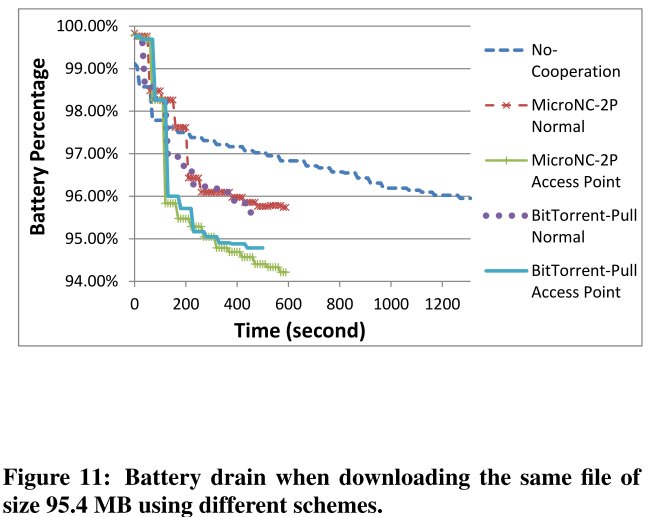 100.00%
99.00%
98.00%
97.00%
96.00%
95.00%
94.00%
Battery Percentage
0 200 400 600 800 1000 1200
Time (second)
No-
Cooperation
MicroNC-2P
Normal
MicroNC-2P
Access Point
BitTorrent-Pull
Normal
BitTorrent-Pull
Access Point
Figure 11: Battery drain when downloading the same file of
size 95.4 MB using different schemes.